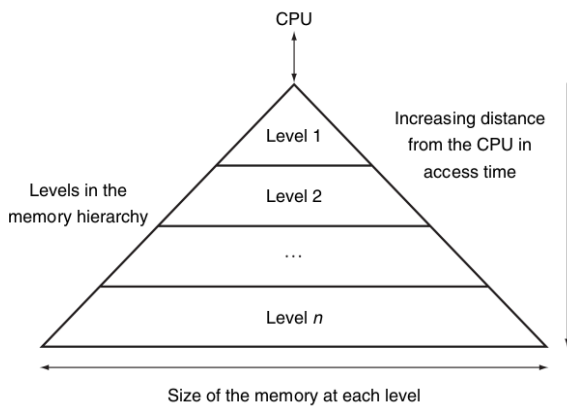 CPU
Level 1
Increasing distance
from the CPU in
access time
Levels in the
memory hierarchy
Level 2
...
Level n
Size of the memory at each level